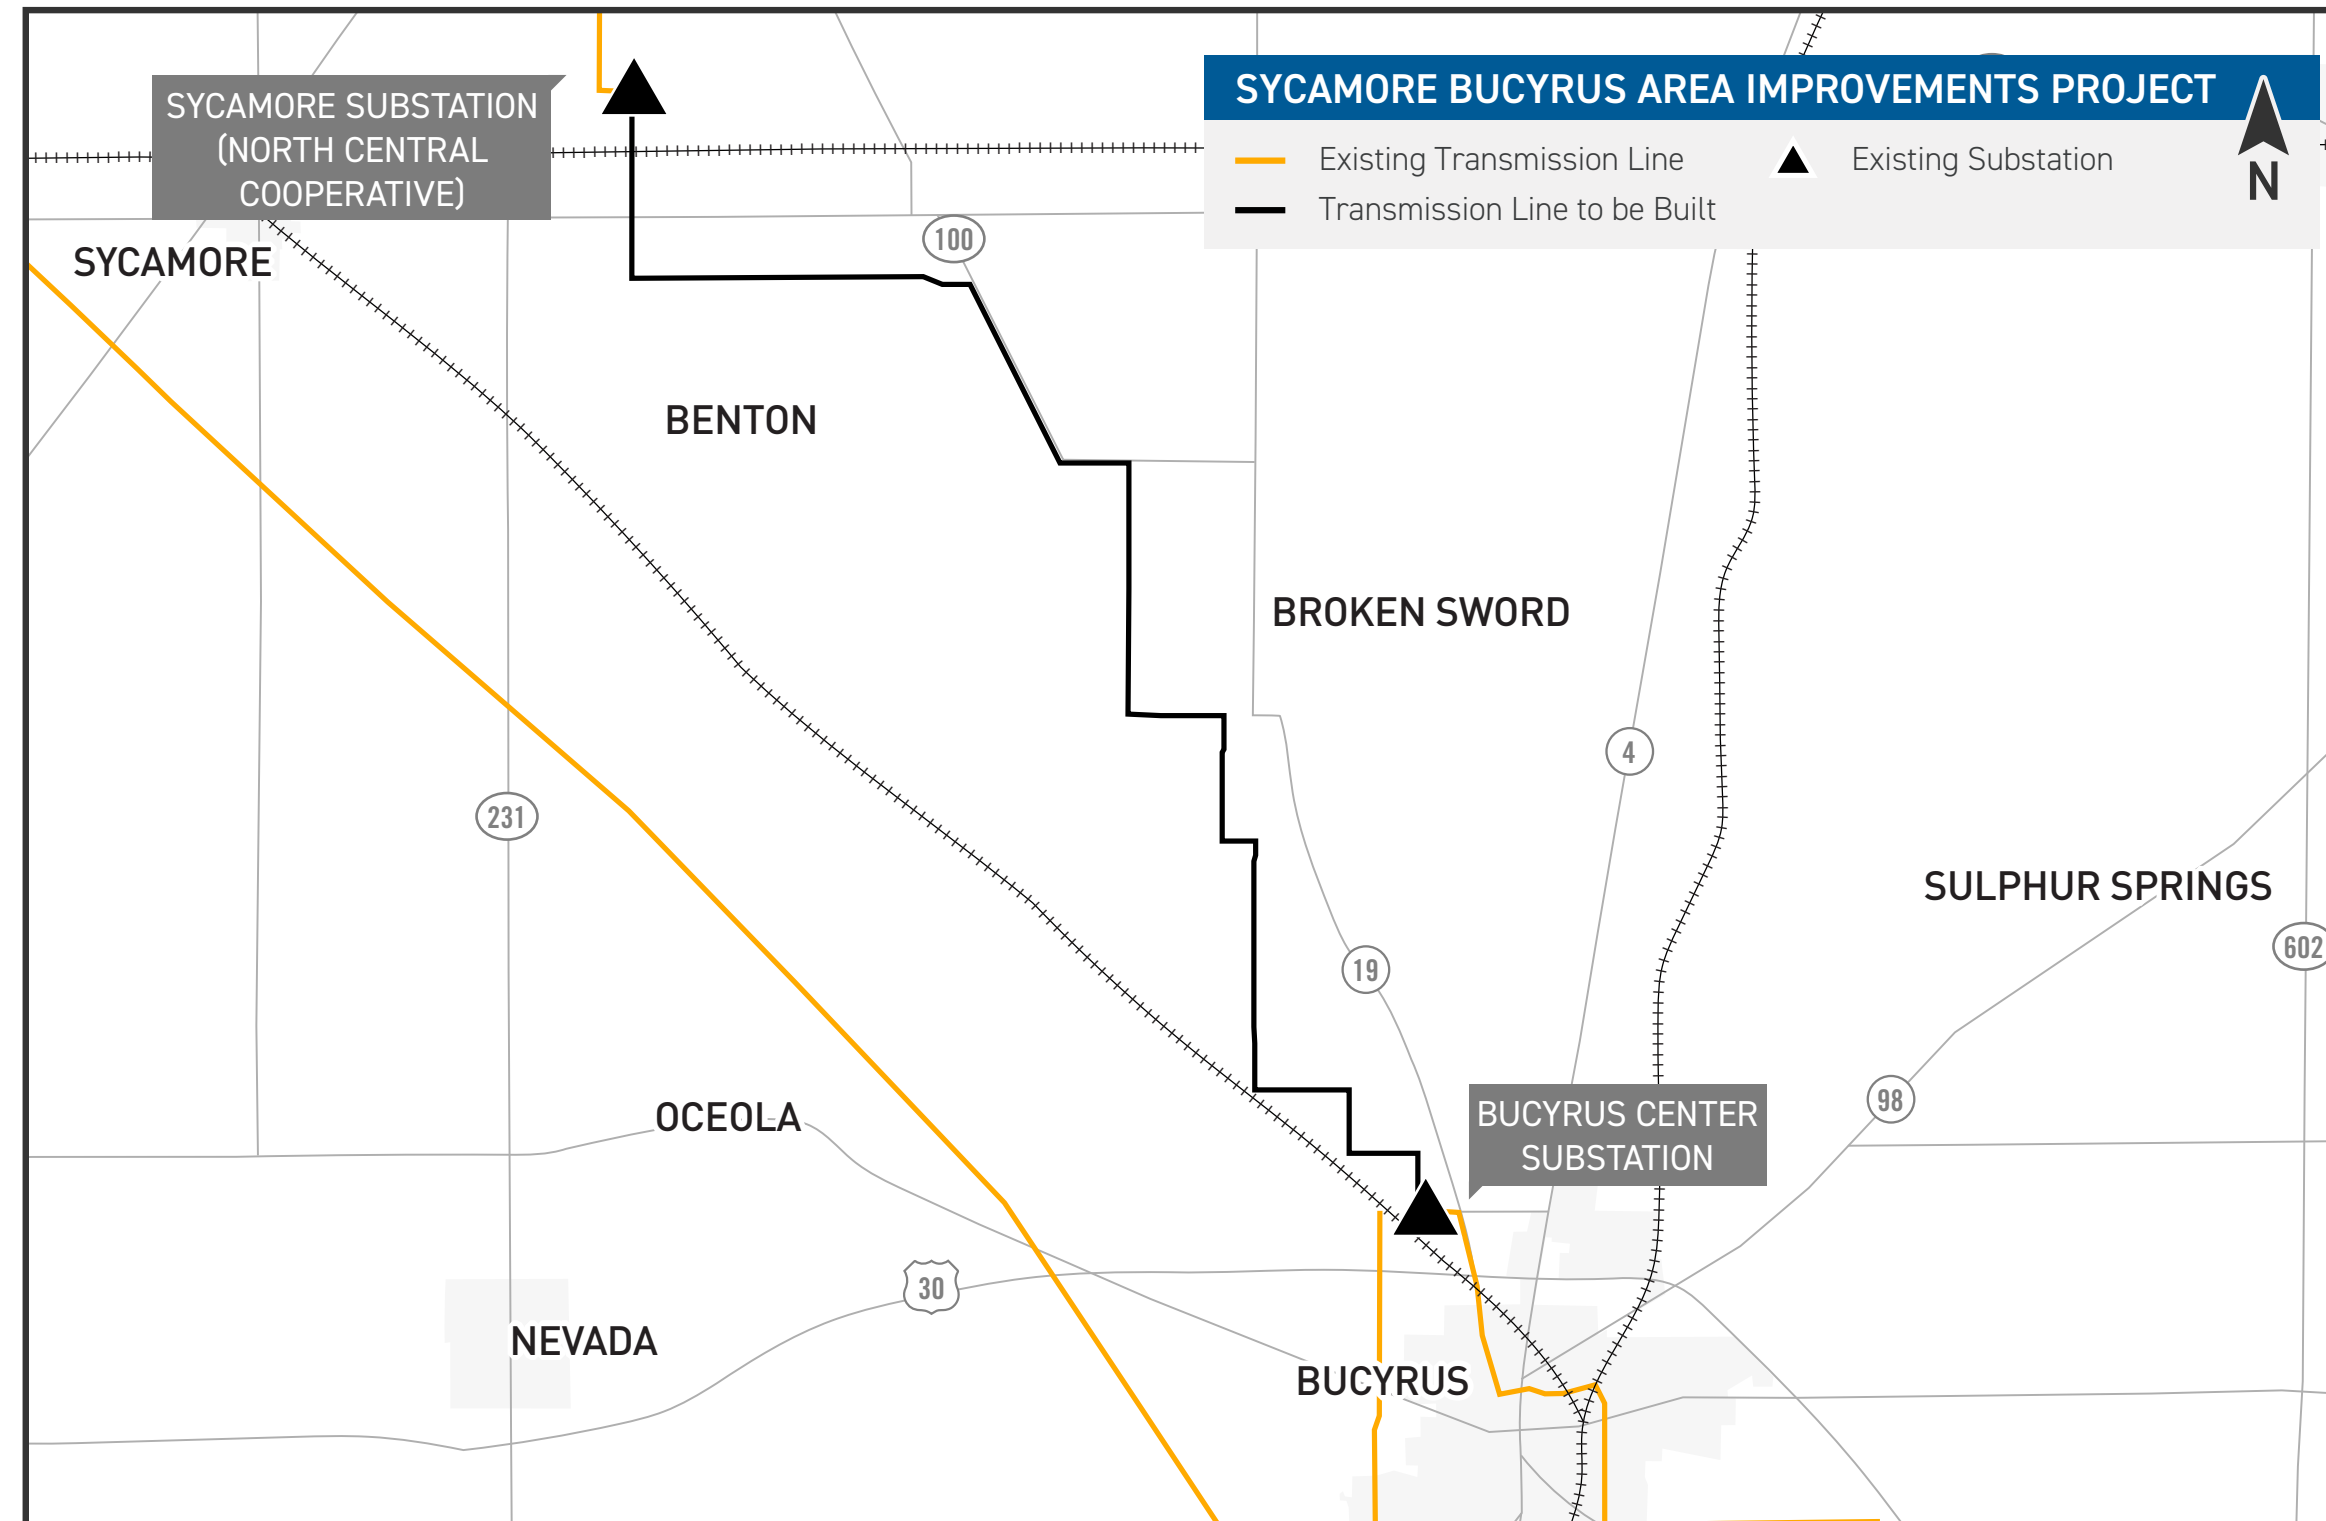 SYCAMORE BUCYRUS AREA IMPROVEMENTS PROJECT
Existing Transmission Line
Existing Substation
Transmission Line to be Built
N
SYCAMORE SUBSTATION
(NORTH CENTRAL
COOPERATIVE)
SYCAMORE
100
BENTON
BROKEN SWORD
4
231
SULPHUR SPRINGS
602
19
98
OCEOLA
BUCYRUS CENTER
SUBSTATION
30
NEVADA
BUCYRUS